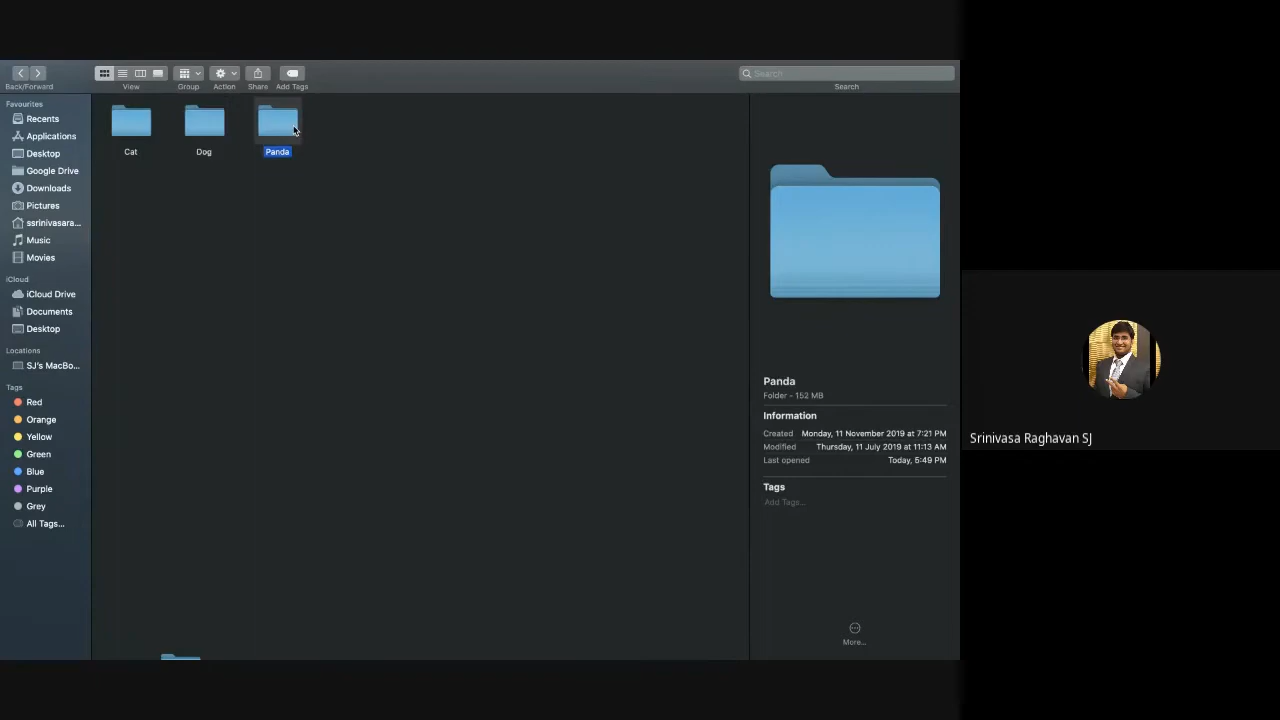 Back/Forward
View
Group
Action
Share
Add Tags
Search
Search
Favourites
Recents
Applications
Desktop
Google Drive
Downloads
Pictures
ssrinivasara...
Music
Movies
iCloud
iCloud Drive
Documents
Desktop
Locations
SJ's MacBo...
Tags
Red
Orange
Yellow
Green
Blue
Purple
Grey
All Tags...
Cat
Dog
Panda
Panda
Folder - 152 MB
Information
Created Monday, 11 November 2019 at 7:21 PM
Modified Thursday, 11 July 2019 at 11:13 AM
Last opened Today, 5:49 PM
Tags
Add Tags...
More...
Srinivasa Raghavan SJ